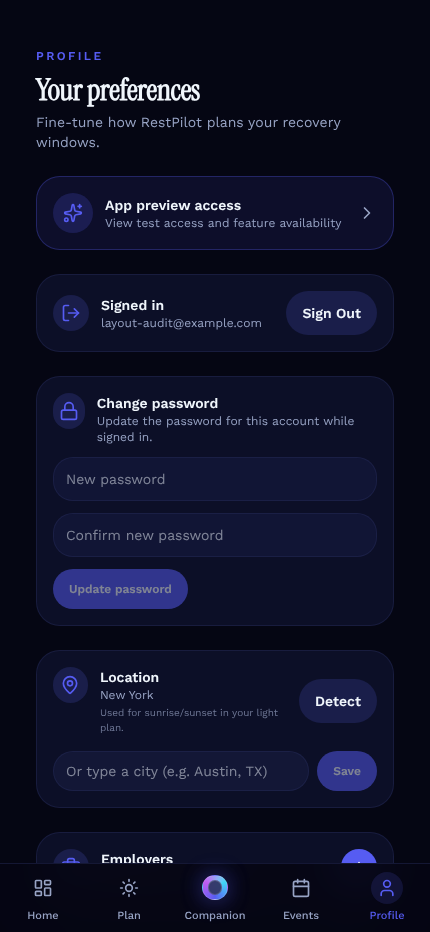 PROFILE
Your preferences
Fine-tune how RestPilot plans your recovery
windows.
App preview access
View test access and feature availability
Signed in
layout-audit@example.com
Sign Out
Change password
Update the password for this account while
signed in.
New password
Confirm new password
Update password
Location
New York
Used for sunrise/sunset in your light
plan.
Detect
Or type a city (e.g. Austin, TX)
Save
Employers
Home
Plan
Companion
Events
Profile